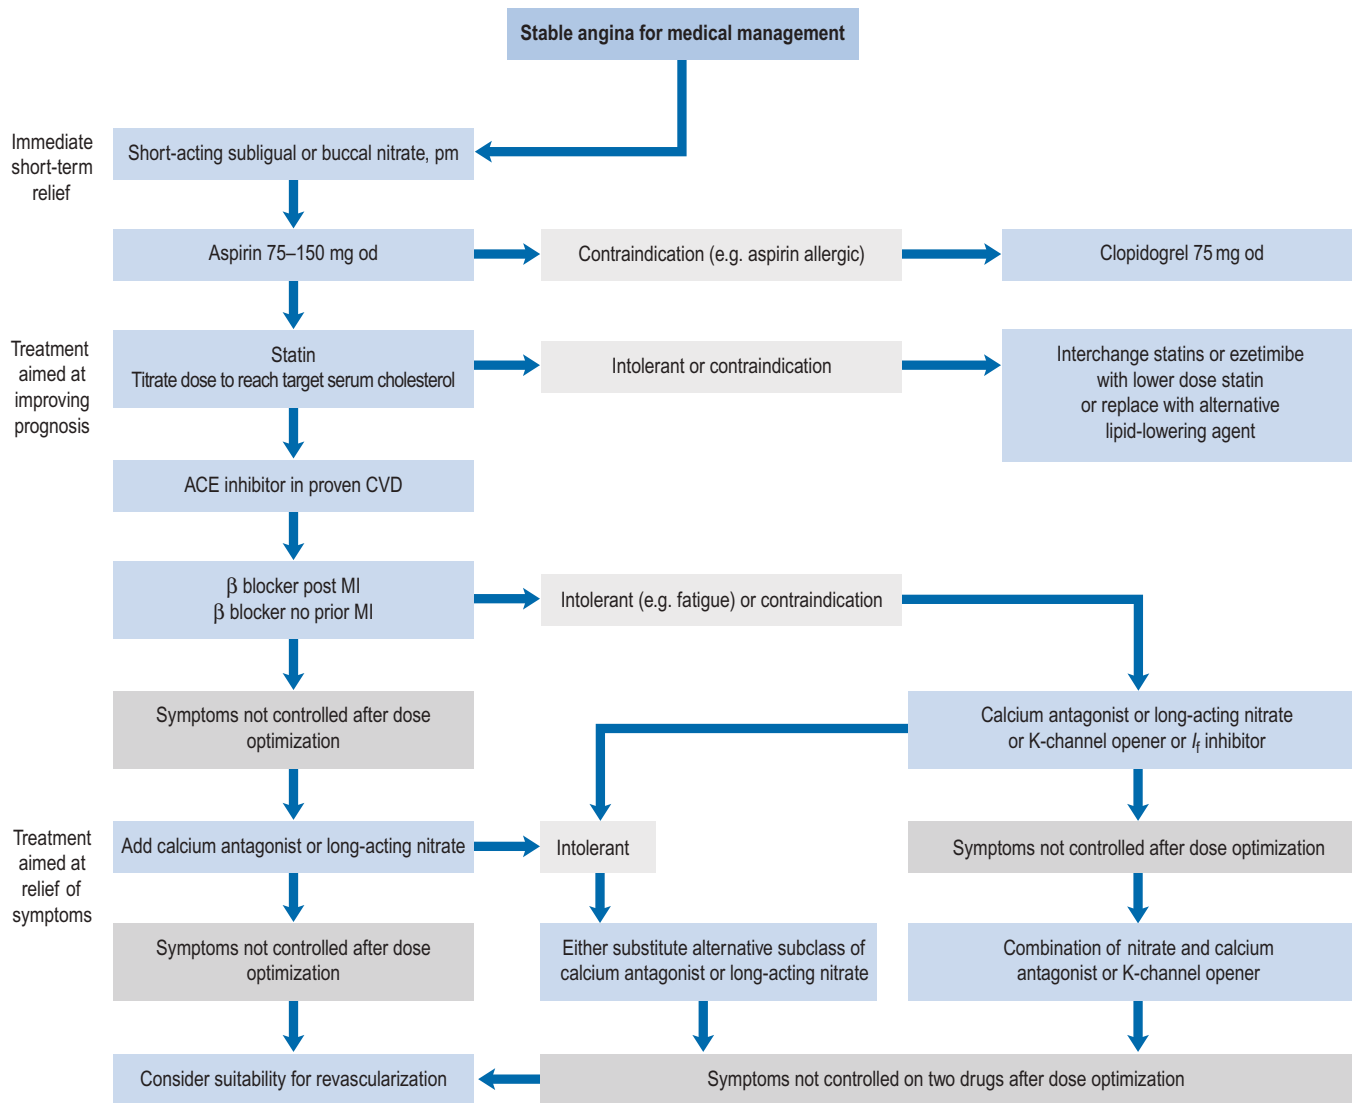 Stable angina for medical management
Immediate
short-term
relief
Short-acting subligual or buccal nitrate, pm
Aspirin 75–150 mg od
Contraindication (e.g. aspirin allergic)
Clopidogrel 75 mg od
Treatment
aimed at
improving
prognosis
Statin
Titrate dose to reach target serum cholesterol
Intolerant or contraindication
Interchange statins or ezetimibe
with lower dose statin
or replace with alternative
lipid-lowering agent
ACE inhibitor in proven CVD
β blocker post MI
β blocker no prior MI
Intolerant (e.g. fatigue) or contraindication
Symptoms not controlled after dose
optimization
Calcium antagonist or long-acting nitrate
or K-channel opener or If inhibitor
Treatment
aimed at
relief of
symptoms
Add calcium antagonist or long-acting nitrate
Intolerant
Symptoms not controlled after dose optimization
Symptoms not controlled after dose
optimization
Either substitute alternative subclass of
calcium antagonist or long-acting nitrate
Combination of nitrate and calcium
antagonist or K-channel opener
Consider suitability for revascularization
Symptoms not controlled on two drugs after dose optimization